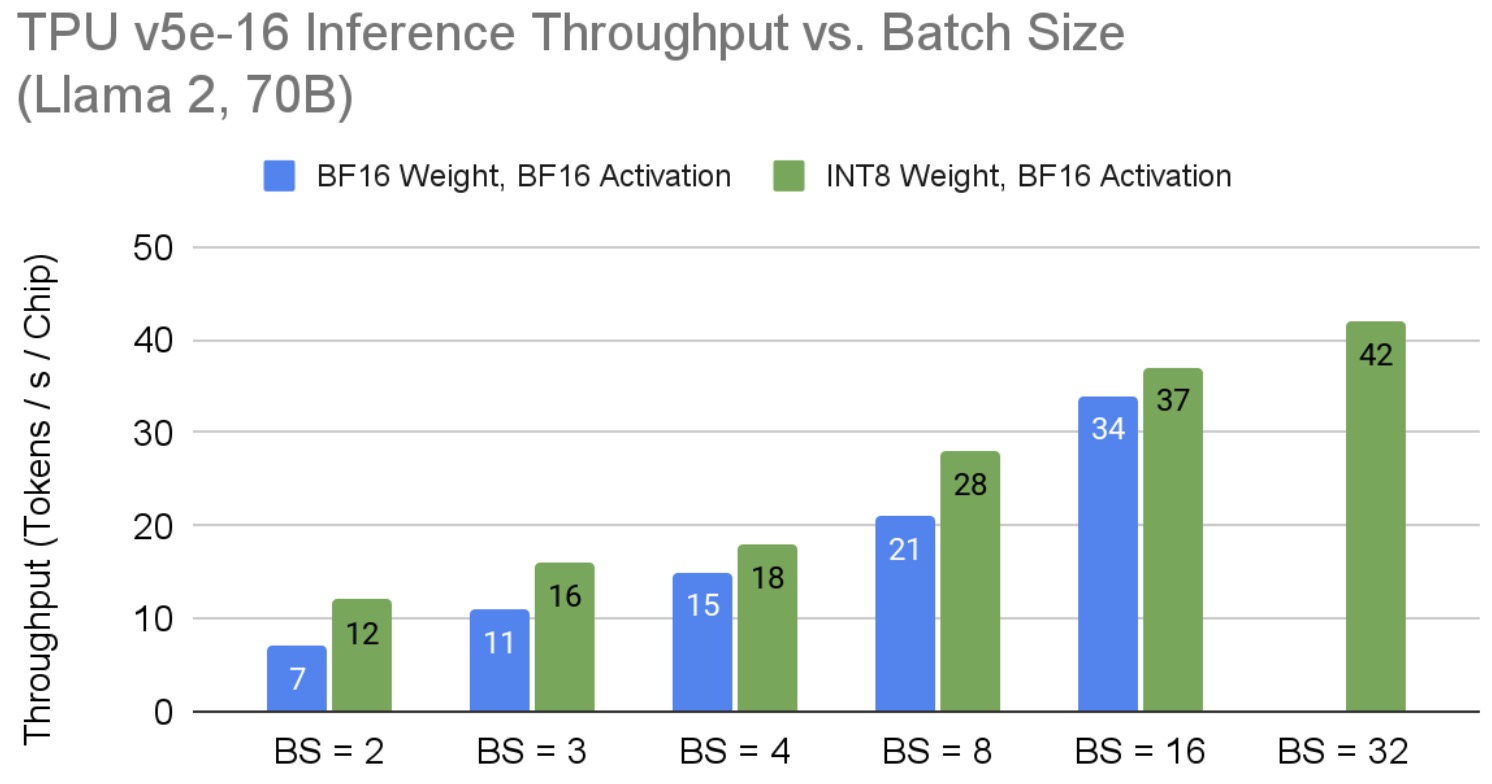 TPU v5e-16 Inference Throughput vs. Batch Size
(Llama 2, 70B)
BF16 Weight, BF16 Activation
INT8 Weight, BF16 Activation
Throughput (Tokens / s / Chip)
50
40
30
20
10
0
7
12
11
16
15
18
21
28
34
37
42
BS = 2
BS = 3
BS = 4
BS = 8
BS = 16
BS = 32